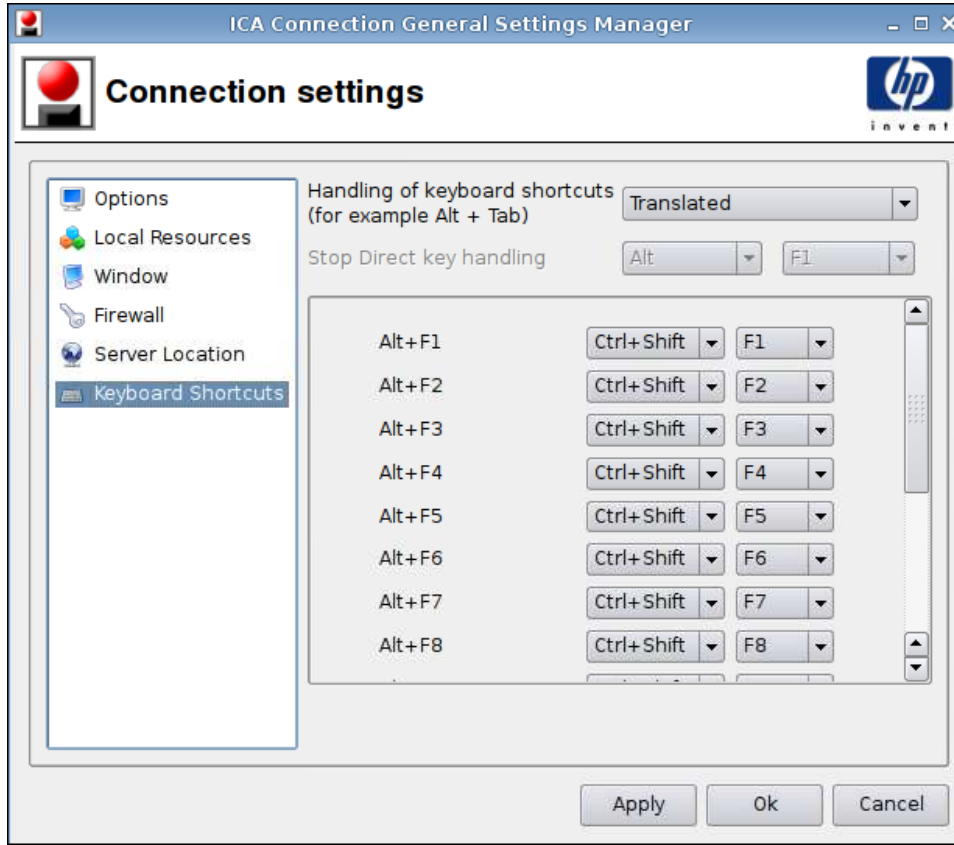 ICA Connection General Settings Manager
Connection settings
hp
invent
Options
Local Resources
Window
Firewall
Server Location
Keyboard Shortcuts
Handling of keyboard shortcuts
(for example Alt + Tab)
Translated
Stop Direct key handling
Alt
F1
Alt+F1 Ctrl+Shift F1
Alt+F2 Ctrl+Shift F2
Alt+F3 Ctrl+Shift F3
Alt+F4 Ctrl+Shift F4
Alt+F5 Ctrl+Shift F5
Alt+F6 Ctrl+Shift F6
Alt+F7 Ctrl+Shift F7
Alt+F8 Ctrl+Shift F8
Apply
Ok
Cancel